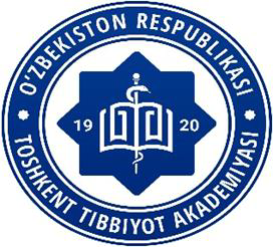 O'ZBEKISTON RESPUBLIKASI
19 20
TOSHKENT TIBBIYOT AKADEMIYASI